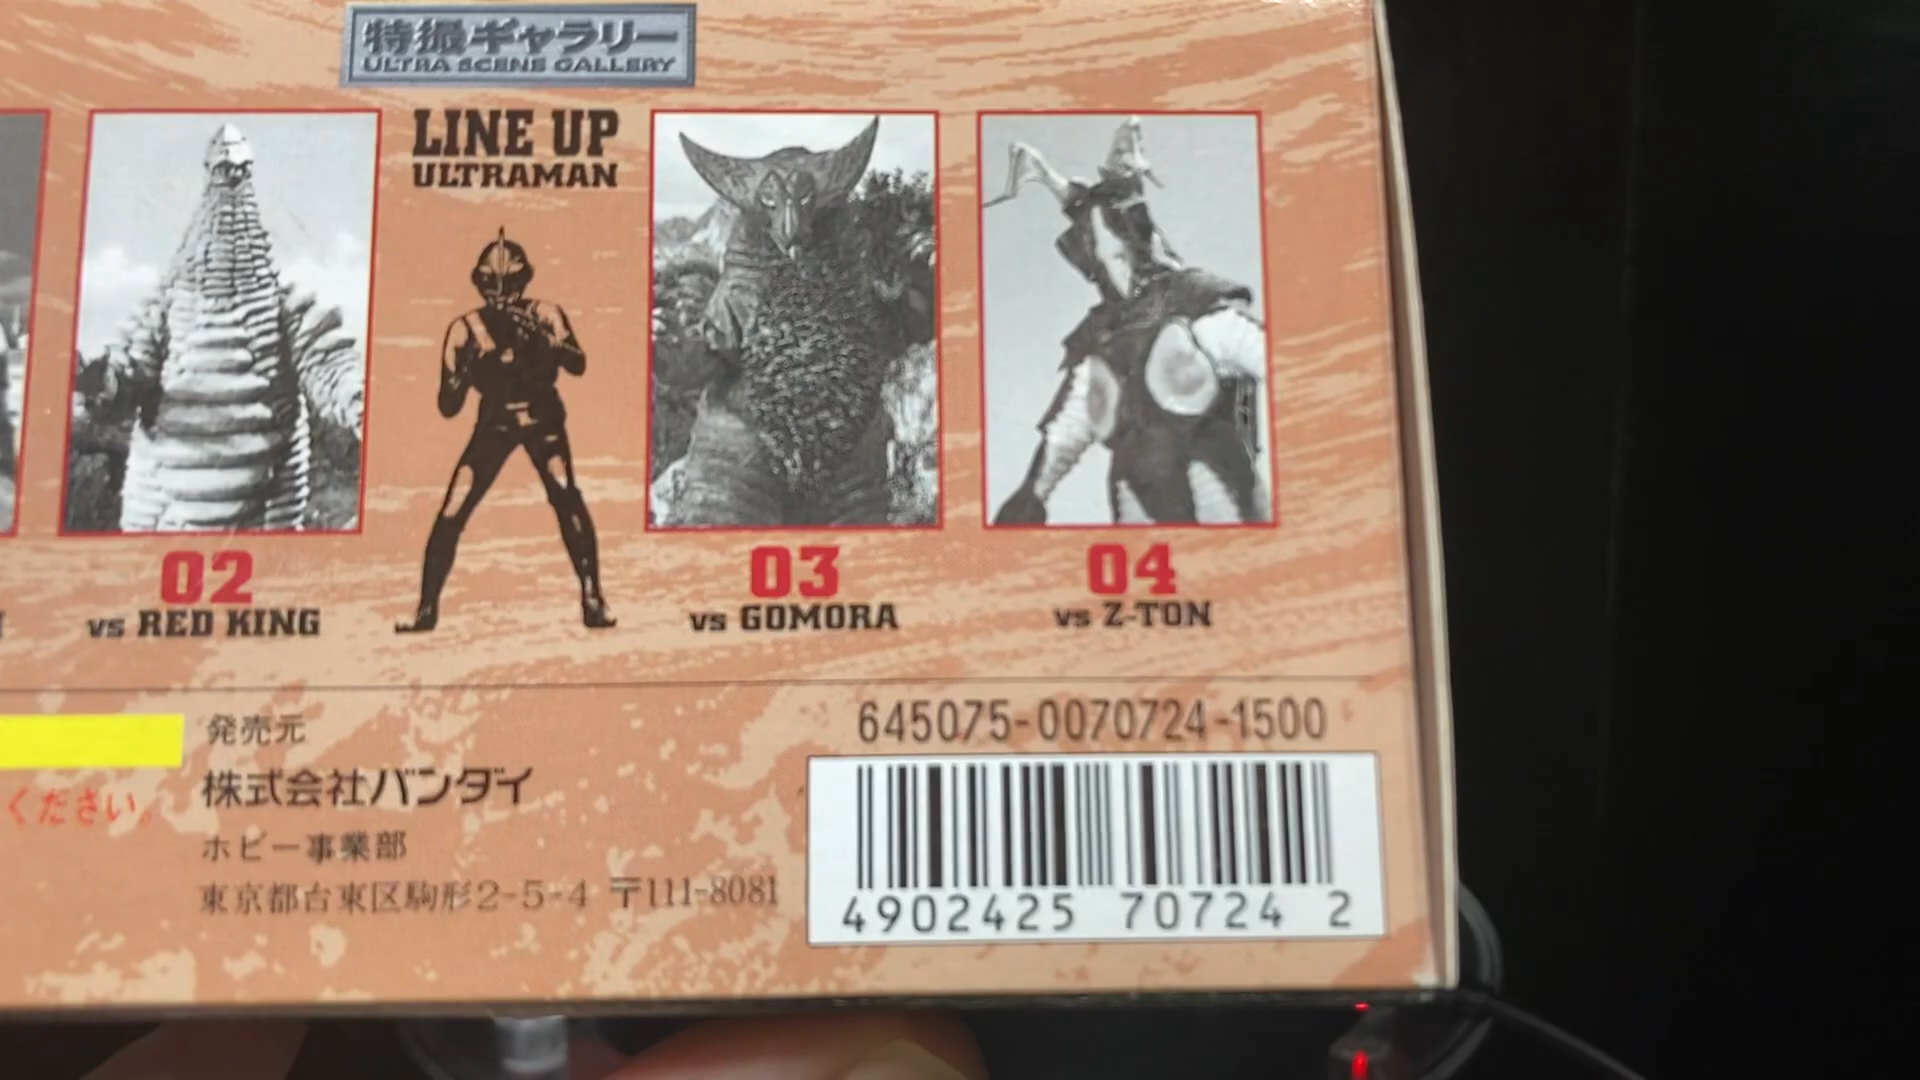 特撮ギャラリー
ULTRA SCENE GALLERY
LINE UP
ULTRAMAN
02
vs RED KING
03
vs GOMORA
04
vs Z-TON
発売元
株式会社バンダイ
ください。
ホビー事業部
東京都台東区駒形2-5-4 〒111-8081
645075-0070724-1500
4902425 70724 2